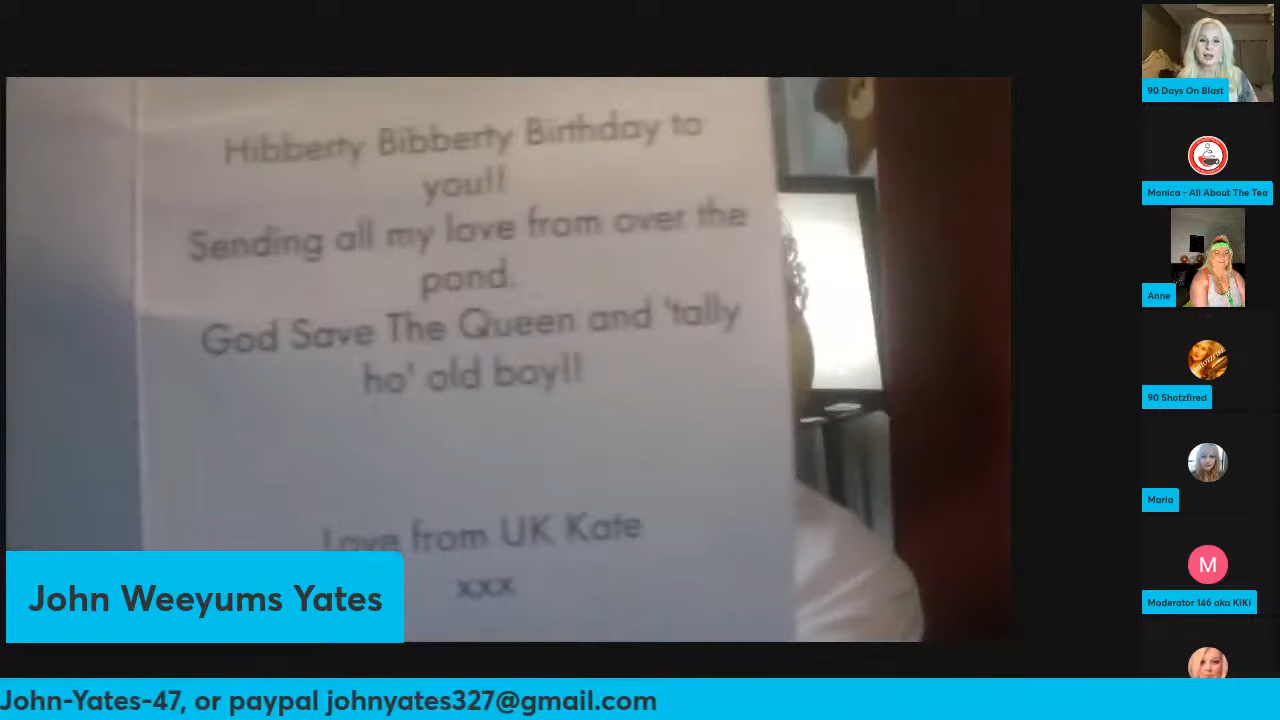 Hibberty Bibberty Birthday to
you!!
Sending all my love from over the
pond.
God Save The Queen and 'tally
ho' old boy!!
Love from UK Kate
xxx
John Weeyums Yates
John-Yates-47, or paypal johnyates327@gmail.com
90 Days On Blast
Monica - All About The Tea
Anne
90 Shotzfired
Maria
M
Moderator 146 aka KiKi